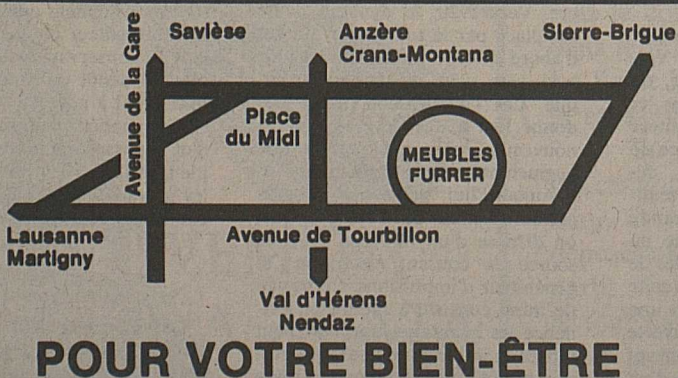 Avenue de la Gare
Savièse
Anzère
Crans-Montana
Sierre-Brigue
Place
du Midi
MEUBLES
FURRER
Lausanne
Martigny
Avenue de Tourbillon
Val d'Hérens
Nendaz
POUR VOTRE BIEN-ÊTRE